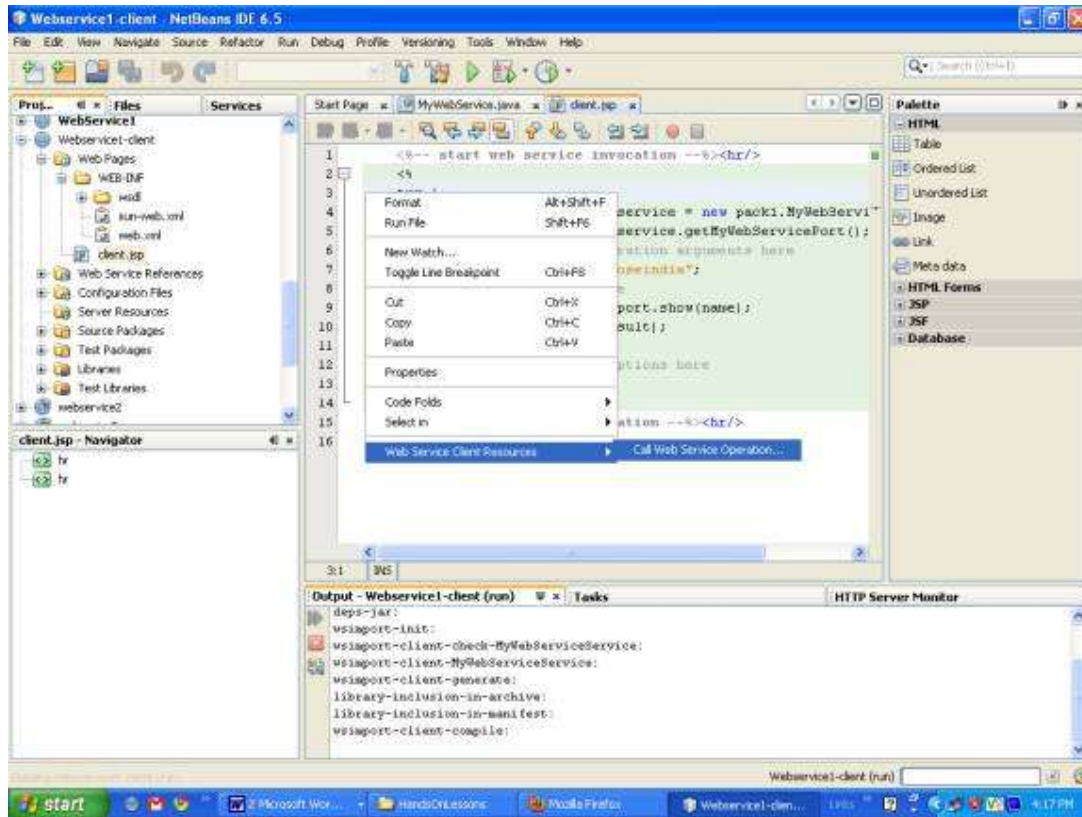 Webservice1-client - NetBeans IDE 6.5
File Edit View Navigate Source Refactor Run Debug Profile Versioning Tools Window Help
Search (Ctrl+I)
Proj... Files Services
WebService1
Webservice1-client
Web Pages
WEB-INF
wsdl
sun-web.xml
web.xml
client.jsp
Web Service References
Configuration Files
Server Resources
Source Packages
Test Packages
Libraries
Test Libraries
webservice2
client.jsp - Navigator
hr
hr
Start Page MyWebService.java client.jsp
1 <%-- start web service invocation --%><hr/>
2 <%
3
4 service = new pack1.MyWebServi
5 service.getMyWebServicePort();
6 arguments here
7 ";
8
9 port.show(name);
10
11
12 here
13
14
15 --%><hr/>
16
Format Alt+Shift+F
Run File Shift+F6
New Watch...
Toggle Line Breakpoint Ctrl+F8
Cut Ctrl+X
Copy Ctrl+C
Paste Ctrl+V
Properties
Code Folds
Select in
Web Service Client Resources
Call Web Service Operation...
3:1 INS
Palette
HTML
Table
Ordered List
Unordered List
Image
Link
Meta data
HTML Forms
JSP
JSF
Database
Output - Webservice1-client (run) Tasks HTTP Server Monitor
deps-jar:
wsimport-init:
wsimport-client-check-MyWebServiceService:
wsimport-client-MyWebServiceService:
wsimport-client-generate:
library-inclusion-in-archive:
library-inclusion-in-manifest:
wsimport-client-compile:
Webservice1-client (run)
start 2 Microsoft Wor... HandsOnLessons Mozilla Firefox Webservice1-clien... Links 4:17 PM